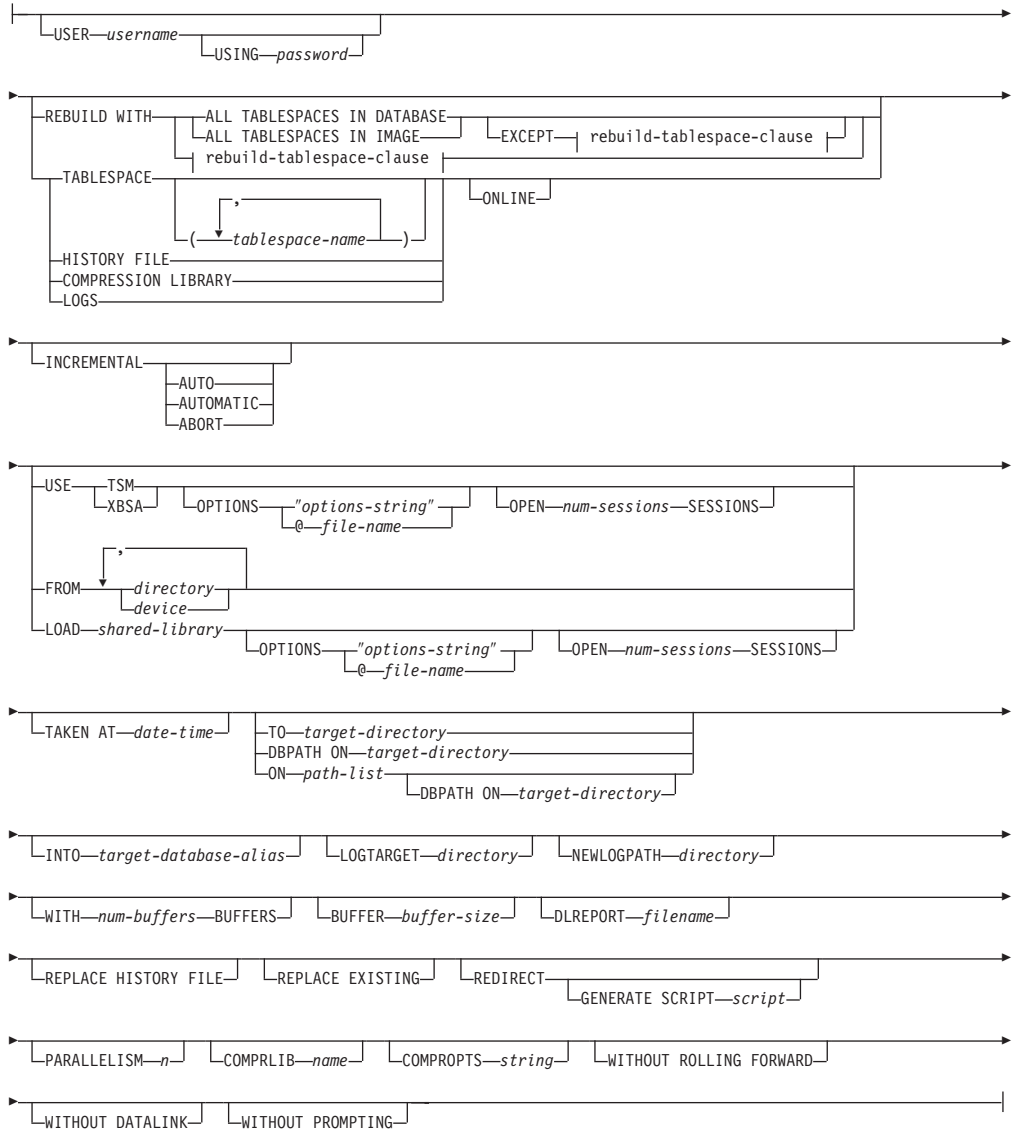 USER username
USING password
REBUILD WITH ALL TABLESPACES IN DATABASE
ALL TABLESPACES IN IMAGE EXCEPT rebuild-tablespace-clause
rebuild-tablespace-clause
TABLESPACE
ONLINE
,
( tablespace-name )
HISTORY FILE
COMPRESSION LIBRARY
LOGS
INCREMENTAL
AUTO
AUTOMATIC
ABORT
USE TSM
XBSA OPTIONS "options-string" OPEN num-sessions SESSIONS
@ file-name
,
FROM directory
device
LOAD shared-library
OPTIONS "options-string" OPEN num-sessions SESSIONS
@ file-name
TAKEN AT date-time TO target-directory
DBPATH ON target-directory
ON path-list
DBPATH ON target-directory
INTO target-database-alias LOGTARGET directory NEWLOGPATH directory
WITH num-buffers BUFFERS BUFFER buffer-size DLREPORT filename
REPLACE HISTORY FILE REPLACE EXISTING REDIRECT
GENERATE SCRIPT script
PARALLELISM n COMPRLIB name COMPROPTS string WITHOUT ROLLING FORWARD
WITHOUT DATALINK WITHOUT PROMPTING